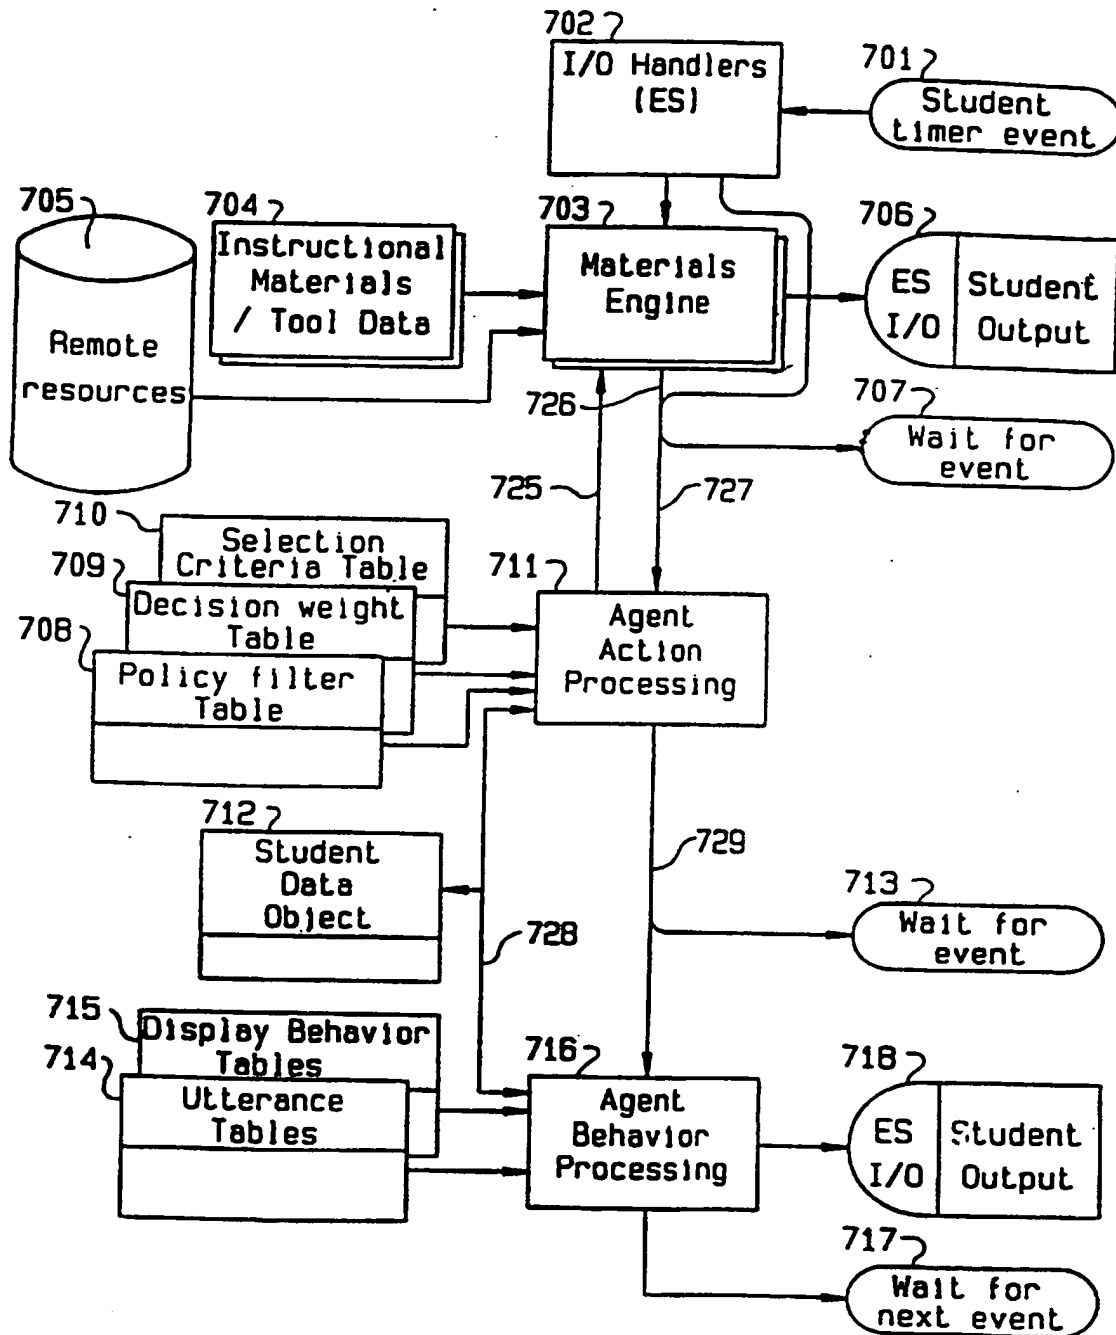 702
I/O Handlers
(ES)
701
Student
timer event
705
Remote
resources
704
Instructional
Materials
/ Tool Data
703
Materials
Engine
706
ES
I/O
Student
Output
726
707
Wait for
event
725
727
710
Selection
Criteria Table
709
Decision weight
Table
708
Policy filter
Table
711
Agent
Action
Processing
712
Student
Data
Object
728
729
713
Wait for
event
715
Display Behavior
Tables
714
Utterance
Tables
716
Agent
Behavior
Processing
718
ES
I/O
Student
Output
717
Wait for
next event